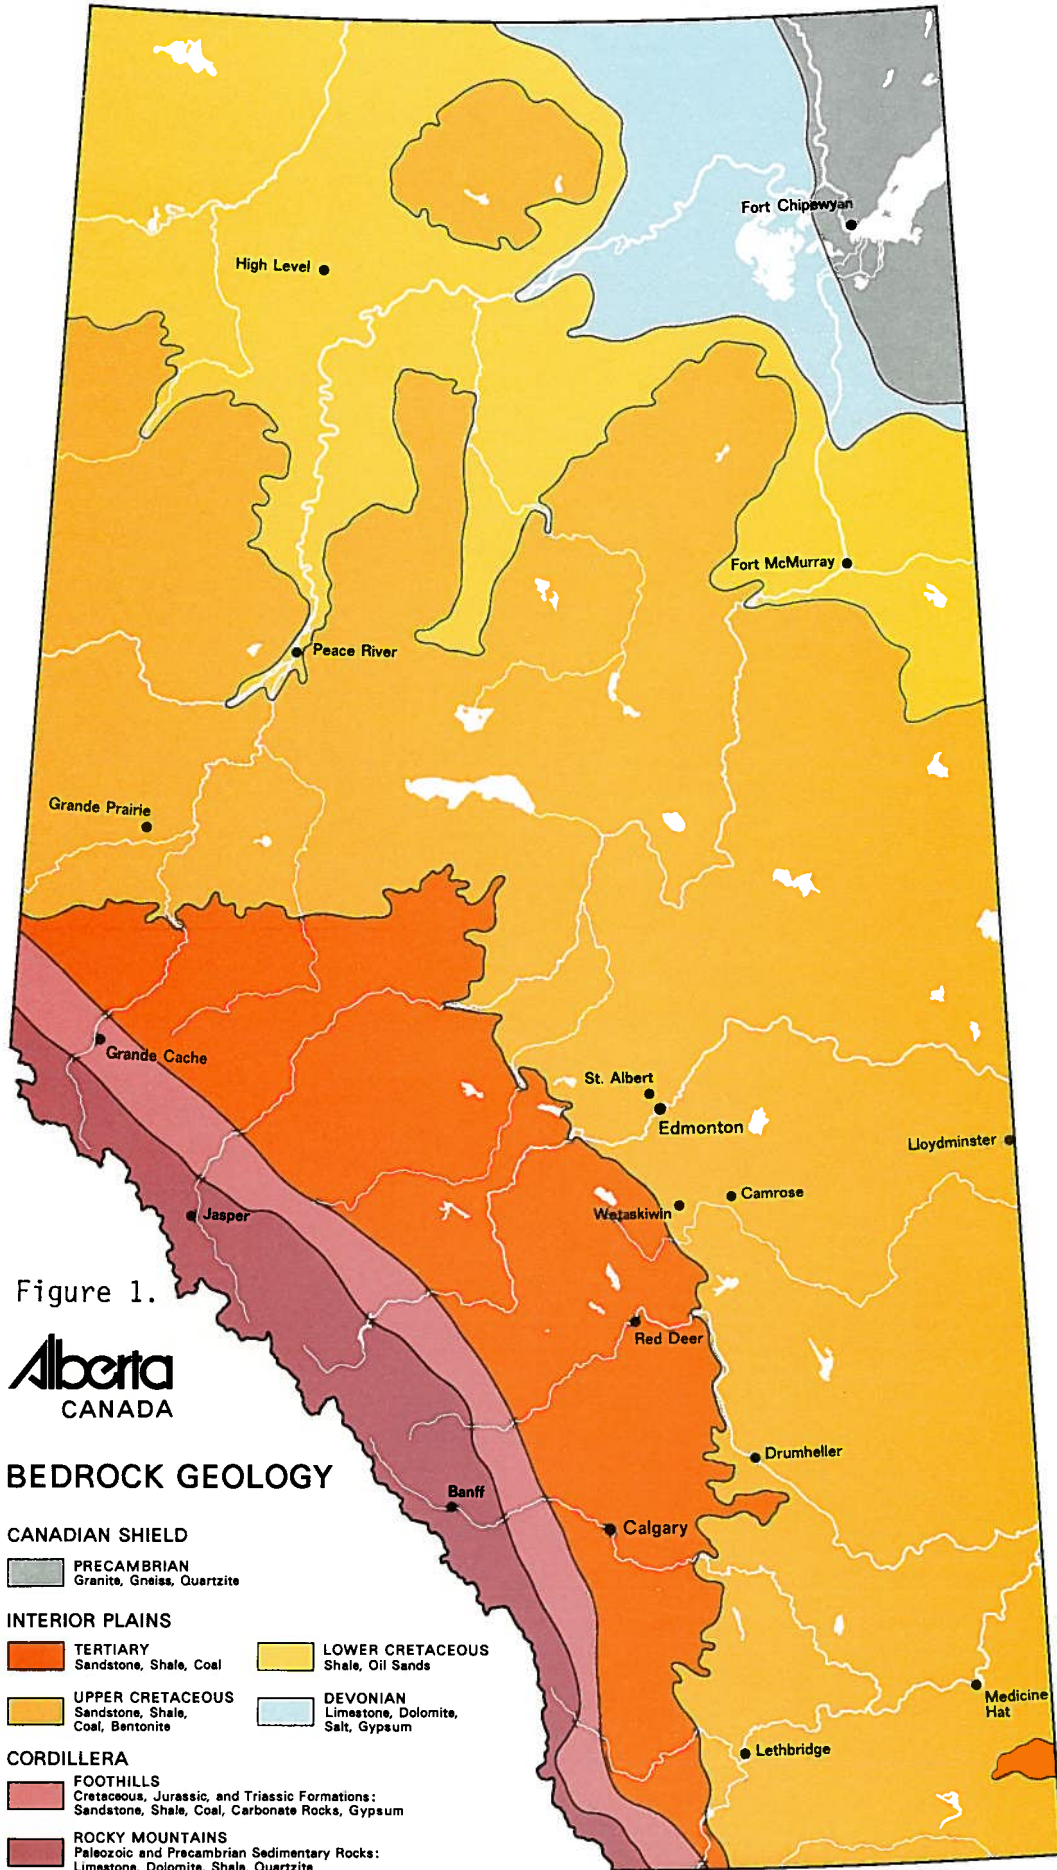 Fort Chipewyan
High Level
Fort McMurray
Peace River
Grande Prairie
Grande Cache
St. Albert
Edmonton
Lloydminster
Camrose
Wetaskiwin
Jasper
Figure 1.
Red Deer
Alberta
CANADA
Drumheller
BEDROCK GEOLOGY
Banff
Calgary
CANADIAN SHIELD
PRECAMBRIAN
Granite, Gneiss, Quartzite
INTERIOR PLAINS
TERTIARY
Sandstone, Shale, Coal
LOWER CRETACEOUS
Shale, Oil Sands
UPPER CRETACEOUS
Sandstone, Shale,
Coal, Bentonite
DEVONIAN
Limestone, Dolomite,
Salt, Gypsum
Medicine
Hat
Lethbridge
CORDILLERA
FOOTHILLS
Cretaceous, Jurassic, and Triassic Formations:
Sandstone, Shale, Coal, Carbonate Rocks, Gypsum
ROCKY MOUNTAINS
Paleozoic and Precambrian Sedimentary Rocks:
Limestone, Dolomite, Shale, Quartzite